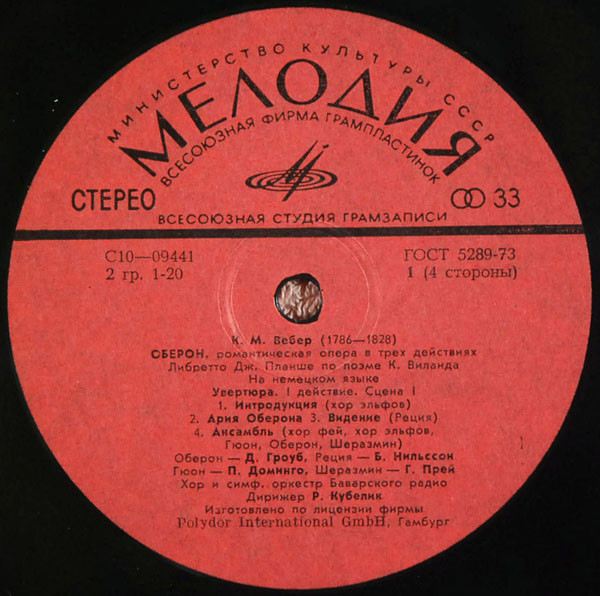 МИНИСТЕРСТВО КУЛЬТУРЫ СССР
МЕЛОДИЯ
ВСЕСОЮЗНАЯ ФИРМА ГРАМПЛАСТИНОК
СТЕРЕО
33
ВСЕСОЮЗНАЯ СТУДИЯ ГРАМЗАПИСИ
С10—09441
ГОСТ 5289-73
2 гр. 1-20
1 (4 стороны)
К. М. Вебер (1786—1828)
ОБЕРОН, романтическая опера в трех действиях
Либретто Дж. Планше по поэме К. Виланда
На немецком языке
Увертюра. I действие. Сцена I
1. Интродукция (хор эльфов)
2. Ария Оберона 3. Видение (Реция)
4. Ансамбль (хор фей, хор эльфов,
Гюон, Оберон, Шеразмин)
Оберон — Д. Гроуб, Реция — Б. Нильссон
Гюон — П. Доминго, Шеразмин — Г. Прей
Хор и симф. оркестр Баварского радио
Дирижер Р. Кубелик
Изготовлено по лицензии фирмы
Polydor International GmbH, Гамбург